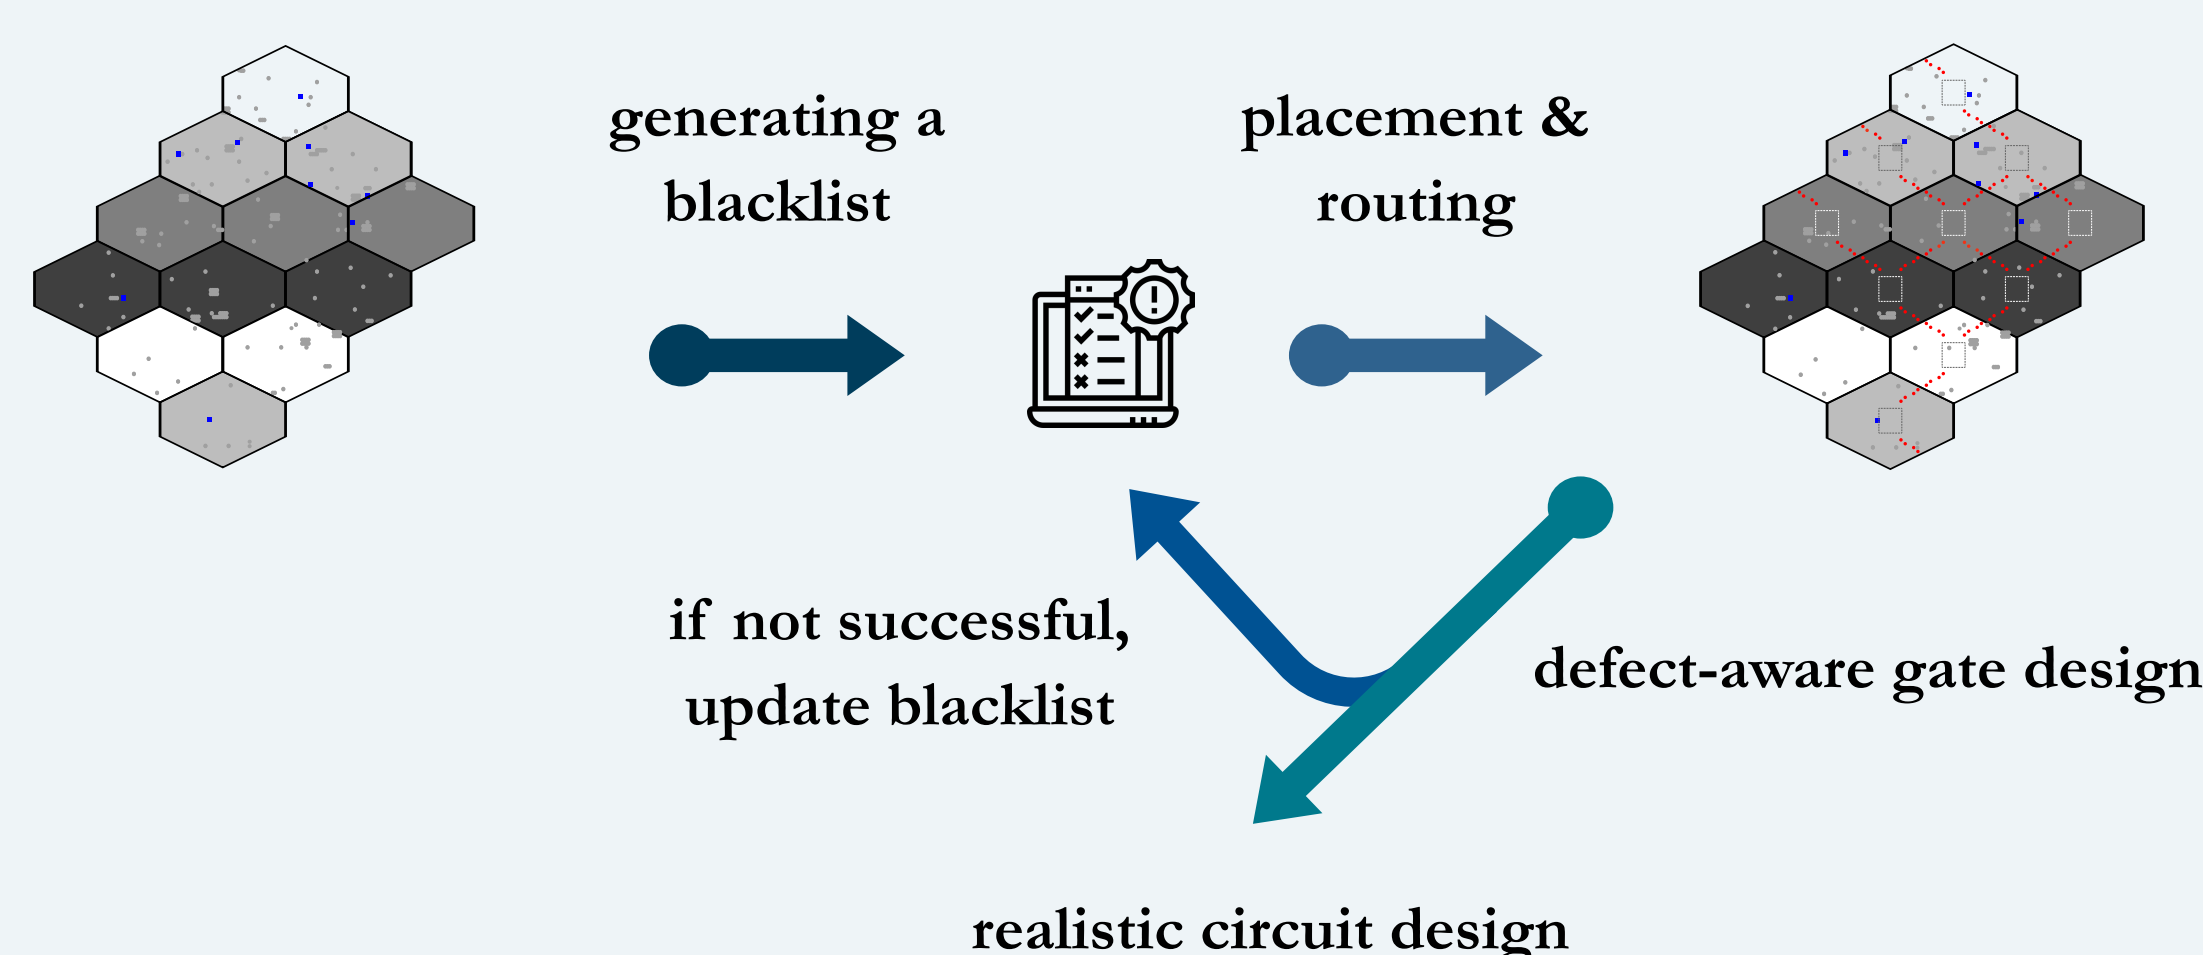 generating a
blacklist
placement &
routing
if not successful,
update blacklist
defect-aware gate design
realistic circuit design